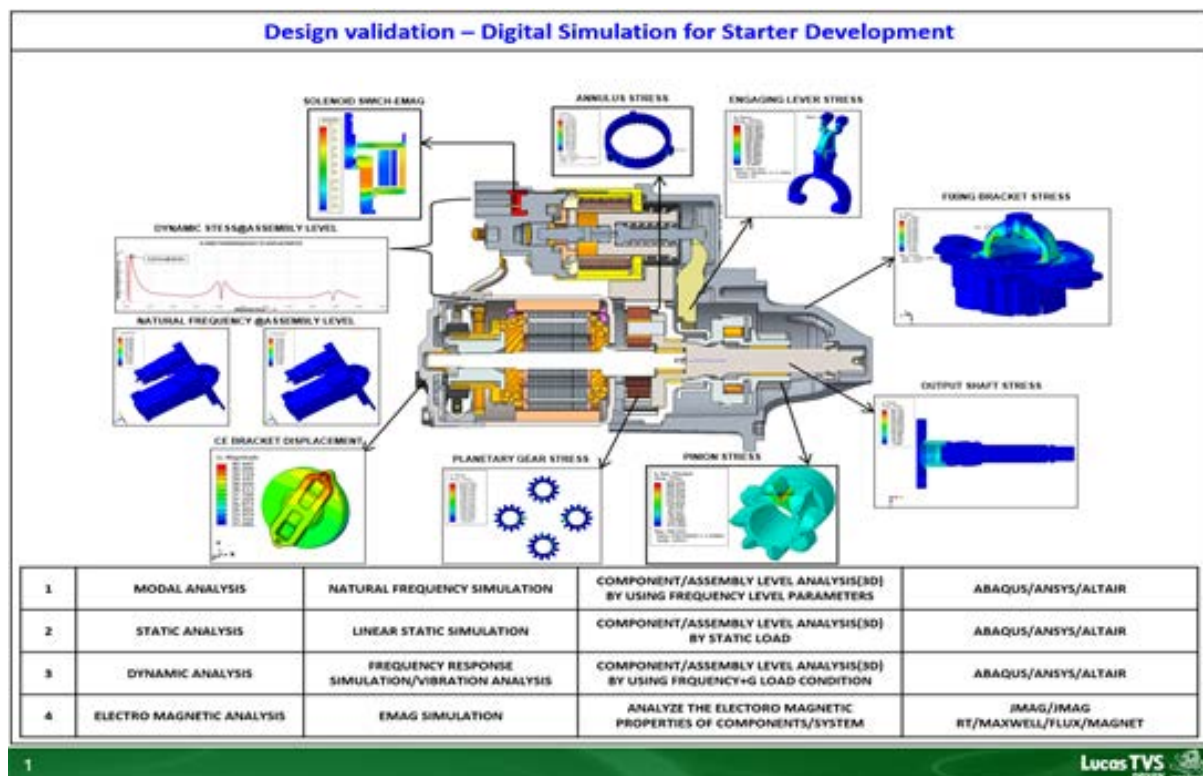 Design validation – Digital Simulation for Starter Development
SOLENOID SWICH-EMAG
ANNULUS STRESS
ENGAGING LEVER STRESS
FIXING BRACKET STRESS
DYNAMIC STESS@ASSEMBLY LEVEL
NATURAL FREQUENCY @ASSEMBLY LEVEL
OUTPUT SHAFT STRESS
CE BRACKET DISPLACEMENT
PLANETARY GEAR STRESS
PINION STRESS
1 MODAL ANALYSIS NATURAL FREQUENCY SIMULATION COMPONENT/ASSEMBLY LEVEL ANALYSIS(3D) ABAQUS/ANSYS/ALTAIR
BY USING FREQUENCY LEVEL PARAMETERS
2 STATIC ANALYSIS LINEAR STATIC SIMULATION COMPONENT/ASSEMBLY LEVEL ANALYSIS(3D) ABAQUS/ANSYS/ALTAIR
BY STATIC LOAD
3 DYNAMIC ANALYSIS FREQUENCY RESPONSE COMPONENT/ASSEMBLY LEVEL ANALYSIS(3D) ABAQUS/ANSYS/ALTAIR
SIMULATION/VIBRATION ANALYSIS BY USING FRQUENCY+G LOAD CONDITION
4 ELECTRO MAGNETIC ANALYSIS EMAG SIMULATION ANALYZE THE ELECTORO MAGNETIC JMAG/JMAG
PROPERTIES OF COMPONENTS/SYSTEM RT/MAXWELL/FLUX/MAGNET
1
Lucas TVS